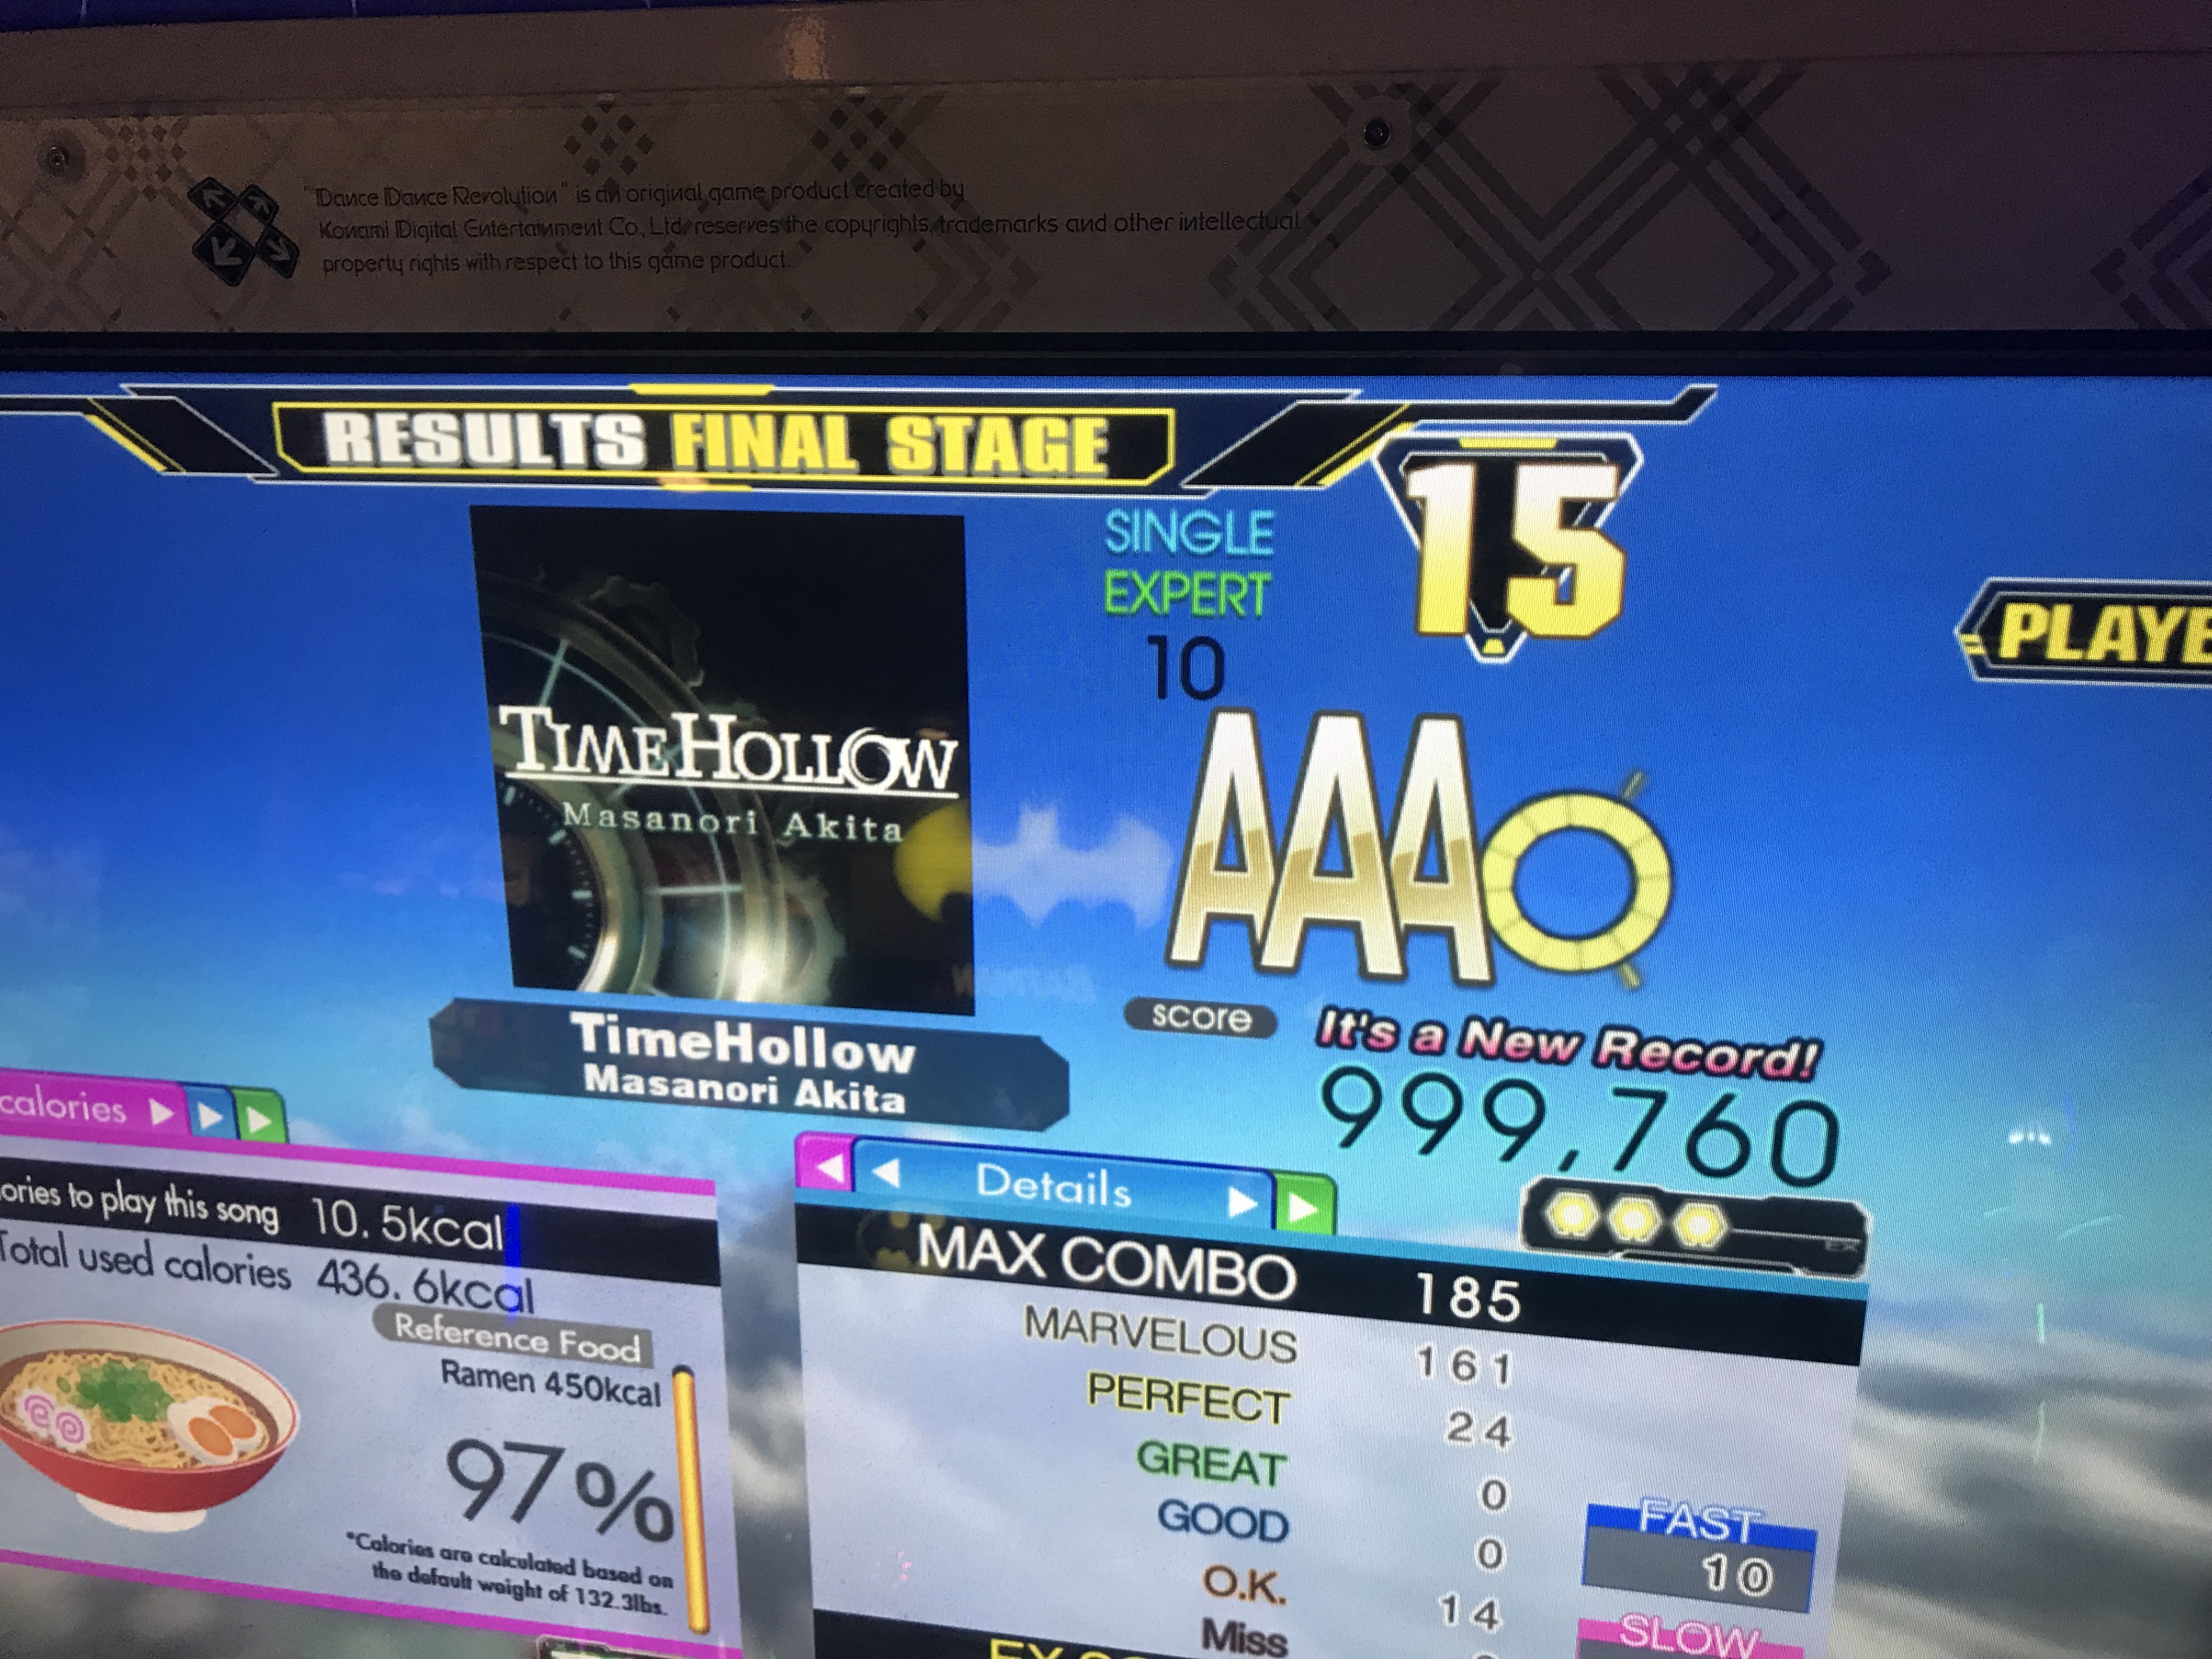 "Dance Dance Revolution" is an original game product created by
Konami Digital Entertainment Co., Ltd. reserves the copyrights, trademarks and other intellectual
property rights with respect to this game product.
RESULTS FINAL STAGE
15
SINGLE
EXPERT
10
PLAYE
TIMEHOLLOW
Masanori Akita
AAA
TimeHollow
Masanori Akita
score
It's a New Record!
999,760
calories
ories to play this song 10.5kcal
Total used calories 436.6kcal
Reference Food
Ramen 450kcal
97%
*Calories are calculated based on
the default weight of 132.3lbs.
Details
EX
MAX COMBO 185
MARVELOUS 161
PERFECT 24
GREAT 0
GOOD 0
O.K. 14
Miss
FAST
10
SLOW